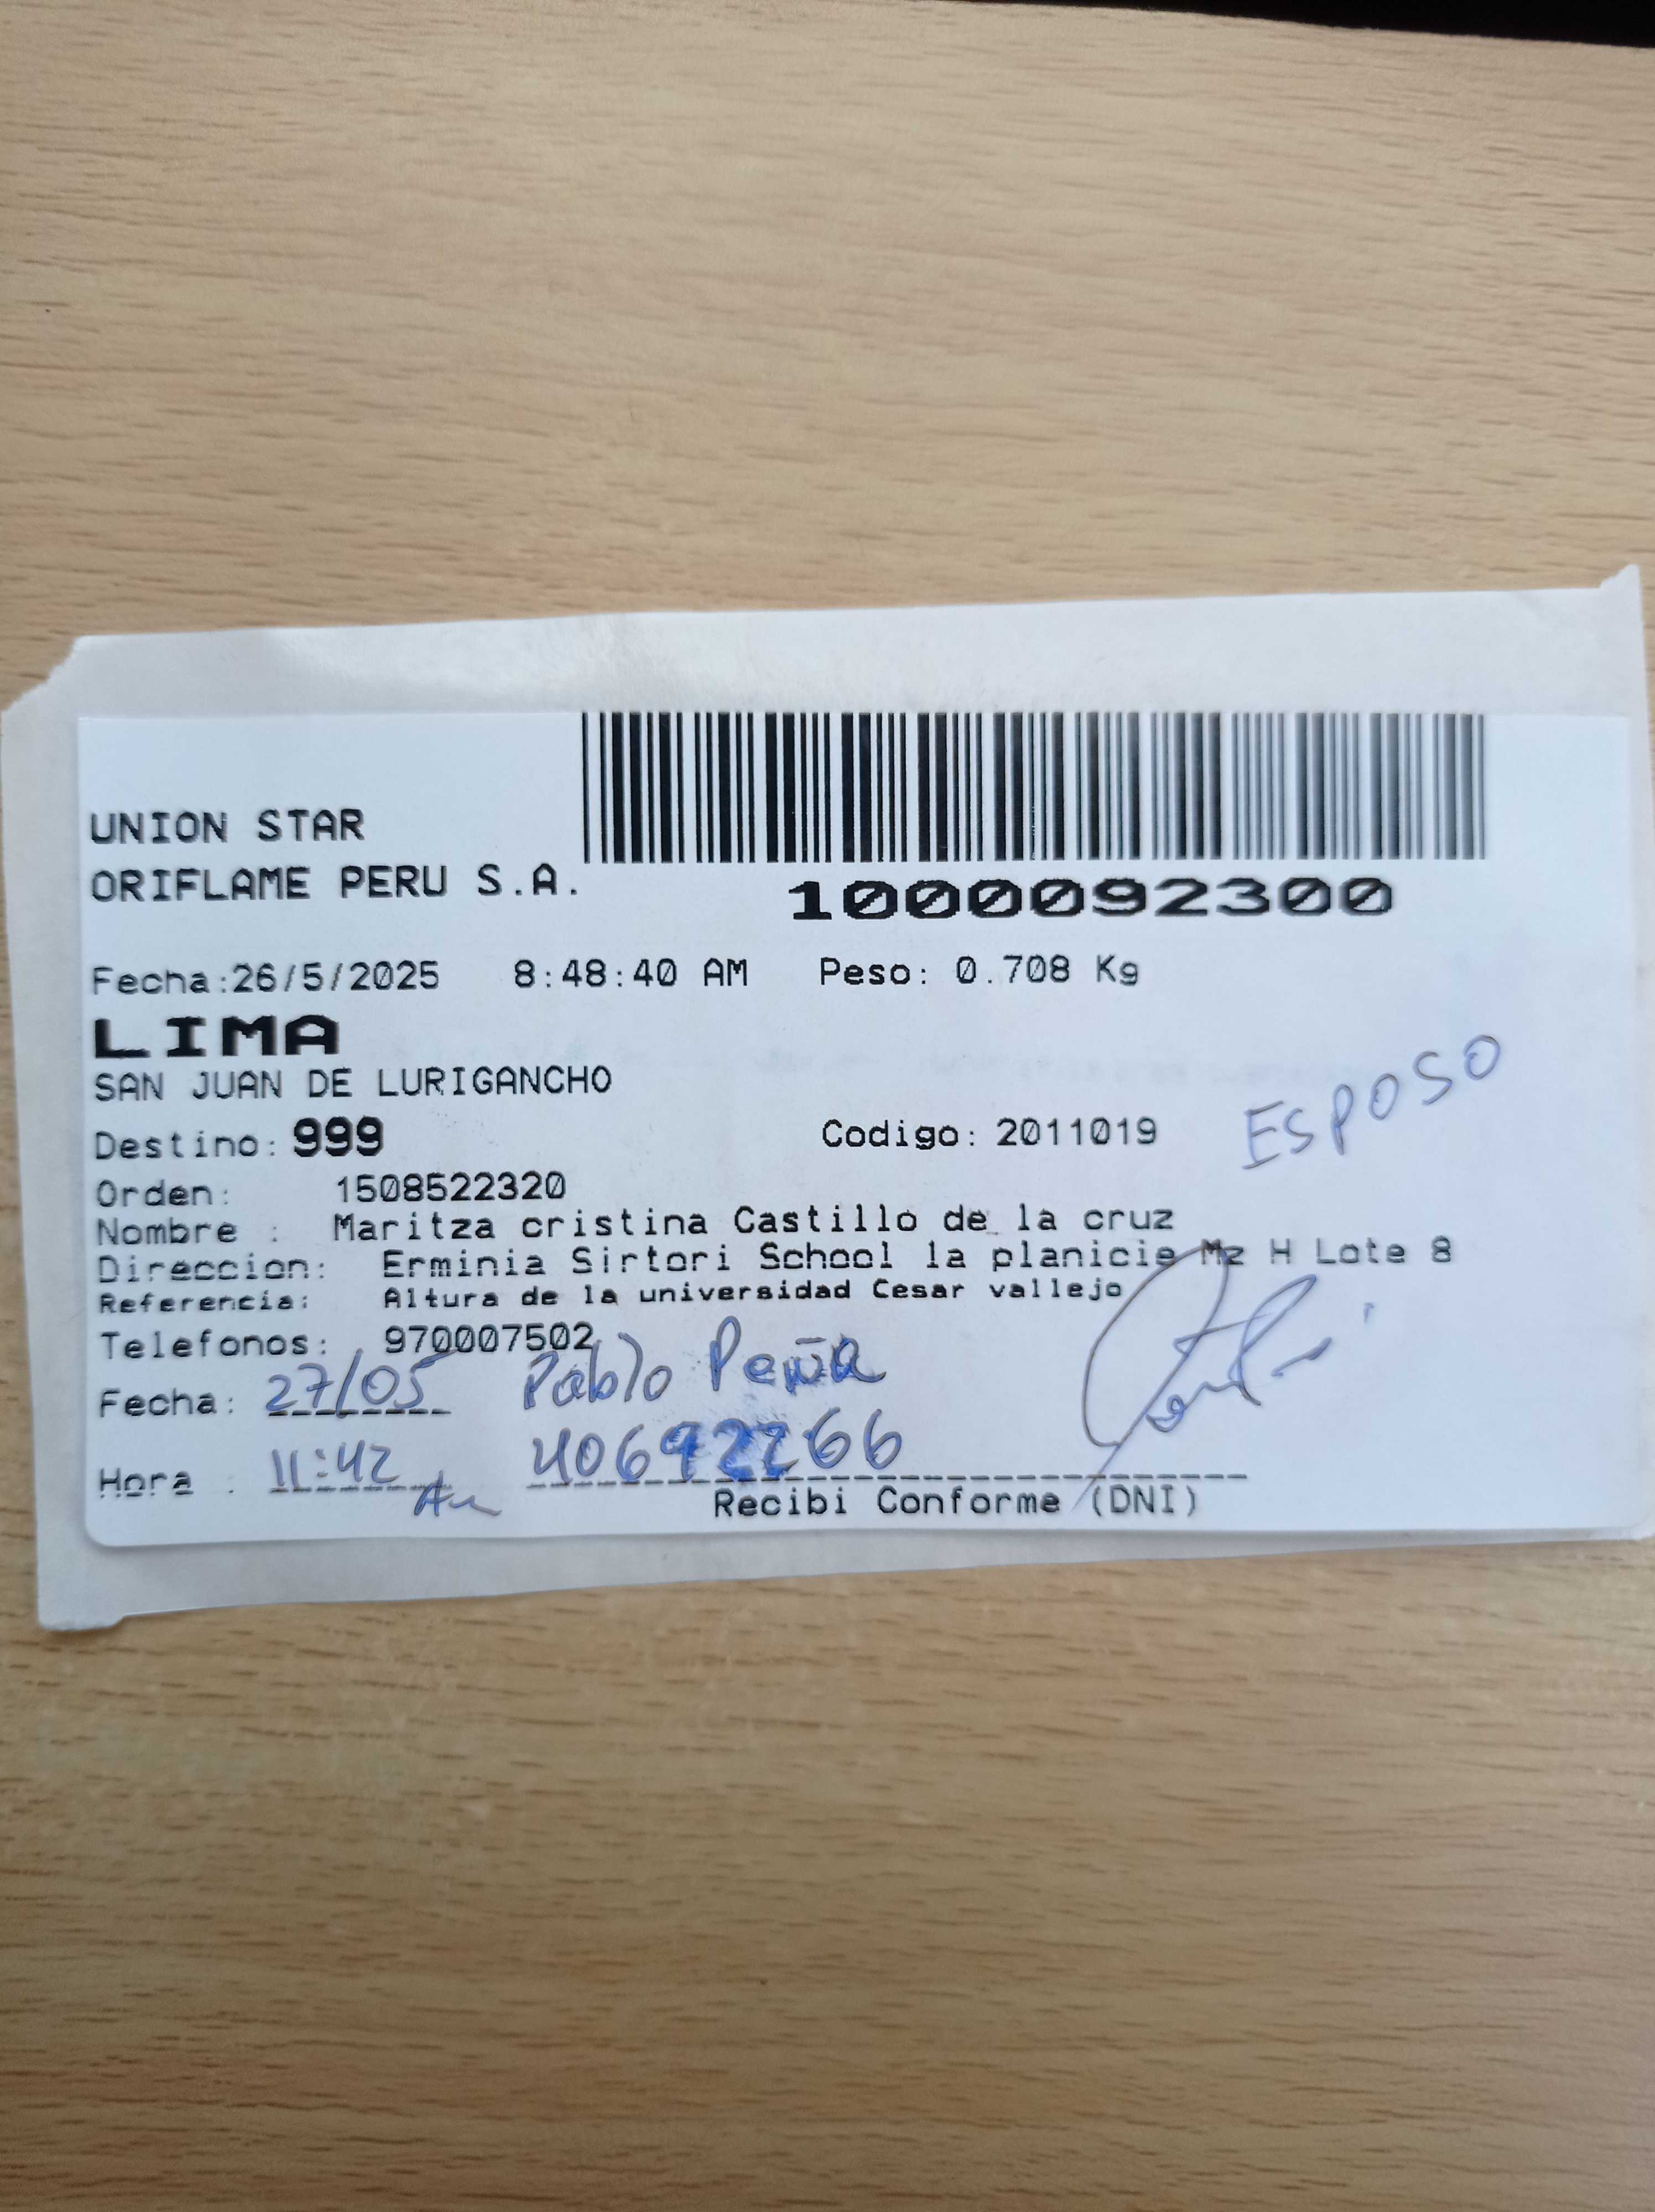 UNION STAR
ORIFLAME PERU S.A.
1000092300
Fecha:26/5/2025 8:48:40 AM Peso: 0.708 Kg
LIMA
SAN JUAN DE LURIGANCHO
Destino: 999 Codigo: 2011019 ESPOSO
Orden: 1508522320
Nombre : Maritza cristina Castillo de la cruz
Direccion: Erminia Sirtori School la planicie Mz H Lote 8
Referencia: Altura de la universidad Cesar vallejo
Telefonos: 970007502
Fecha: 27/05 Pablo Peña
Hora : 11:42 40692266
Recibi Conforme (DNI)